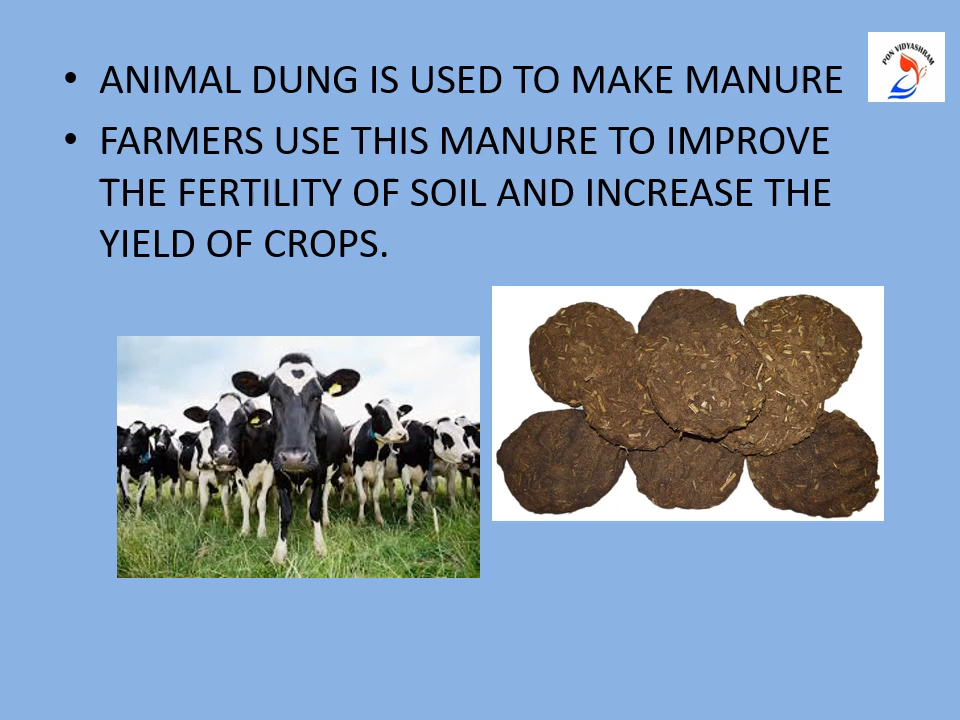 • ANIMAL DUNG IS USED TO MAKE MANURE
• FARMERS USE THIS MANURE TO IMPROVE
THE FERTILITY OF SOIL AND INCREASE THE
YIELD OF CROPS.
PON VIDYASHRAM